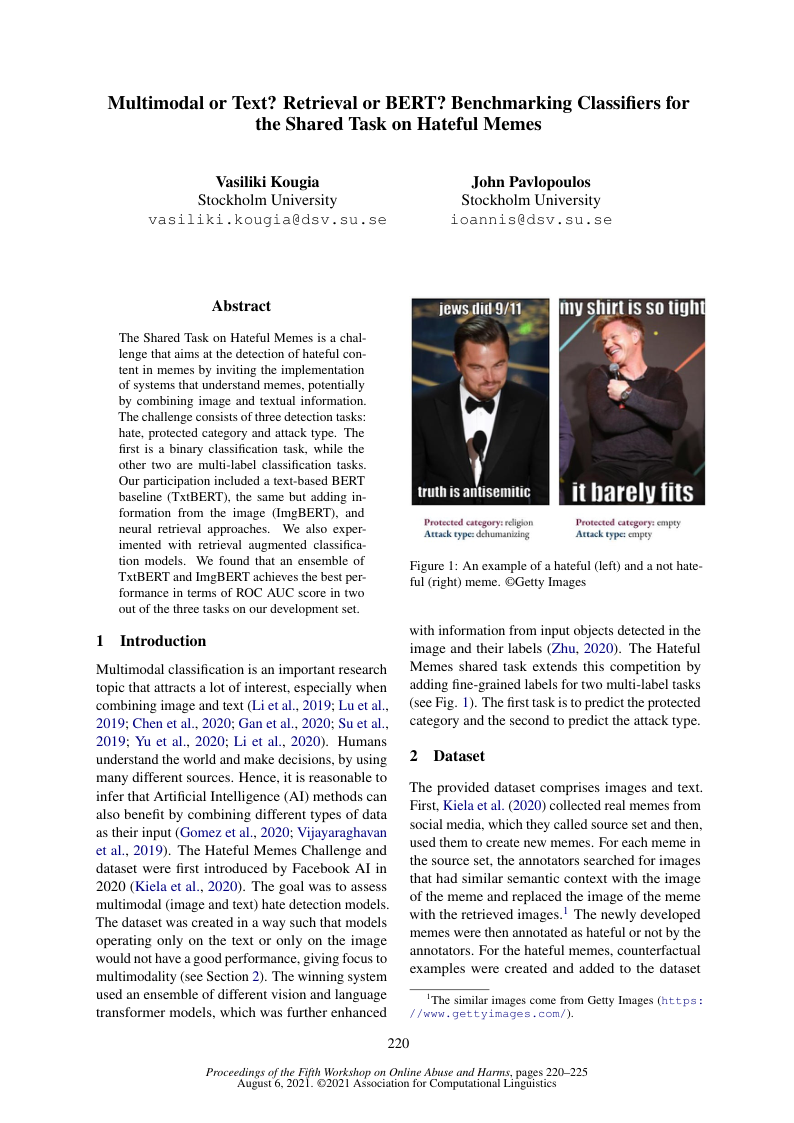 Multimodal or Text? Retrieval or BERT? Benchmarking Classifiers for
the Shared Task on Hateful Memes
Vasiliki Kougia
Stockholm University
vasiliki.kougia@dsv.su.se
John Pavlopoulos
Stockholm University
ioannis@dsv.su.se
Abstract
The Shared Task on Hateful Memes is a chal-
lenge that aims at the detection of hateful con-
tent in memes by inviting the implementation
of systems that understand memes, potentially
by combining image and textual information.
The challenge consists of three detection tasks:
hate, protected category and attack type. The
first is a binary classification task, while the
other two are multi-label classification tasks.
Our participation included a text-based BERT
baseline (TxtBERT), the same but adding in-
formation from the image (ImgBERT), and
neural retrieval approaches. We also exper-
imented with retrieval augmented classifica-
tion models. We found that an ensemble of
TxtBERT and ImgBERT achieves the best per-
formance in terms of ROC AUC score in two
out of the three tasks on our development set.
1 Introduction
Multimodal classification is an important research
topic that attracts a lot of interest, especially when
combining image and text (Li et al., 2019; Lu et al.,
2019; Chen et al., 2020; Gan et al., 2020; Su et al.,
2019; Yu et al., 2020; Li et al., 2020). Humans
understand the world and make decisions, by using
many different sources. Hence, it is reasonable to
infer that Artificial Intelligence (AI) methods can
also benefit by combining different types of data
as their input (Gomez et al., 2020; Vijayaraghavan
et al., 2019). The Hateful Memes Challenge and
dataset were first introduced by Facebook AI in
2020 (Kiela et al., 2020). The goal was to assess
multimodal (image and text) hate detection models.
The dataset was created in a way such that models
operating only on the text or only on the image
would not have a good performance, giving focus to
multimodality (see Section 2). The winning system
used an ensemble of different vision and language
transformer models, which was further enhanced
jews did 9/11
truth is antisemitic
my shirt is so tight
it barely fits
Protected category: religion
Attack type: dehumanizing
Protected category: empty
Attack type: empty
Figure 1: An example of a hateful (left) and a not hate-
ful (right) meme. ©Getty Images
with information from input objects detected in the
image and their labels (Zhu, 2020). The Hateful
Memes shared task extends this competition by
adding fine-grained labels for two multi-label tasks
(see Fig. 1). The first task is to predict the protected
category and the second to predict the attack type.
2 Dataset
The provided dataset comprises images and text.
First, Kiela et al. (2020) collected real memes from
social media, which they called source set and then,
used them to create new memes. For each meme in
the source set, the annotators searched for images
that had similar semantic context with the image
of the meme and replaced the image of the meme
with the retrieved images.1 The newly developed
memes were then annotated as hateful or not by the
annotators. For the hateful memes, counterfactual
examples were created and added to the dataset
1The similar images come from Getty Images (https:
//www.gettyimages.com/).
220
Proceedings of the Fifth Workshop on Online Abuse and Harms, pages 220–225
August 6, 2021. ©2021 Association for Computational Linguistics